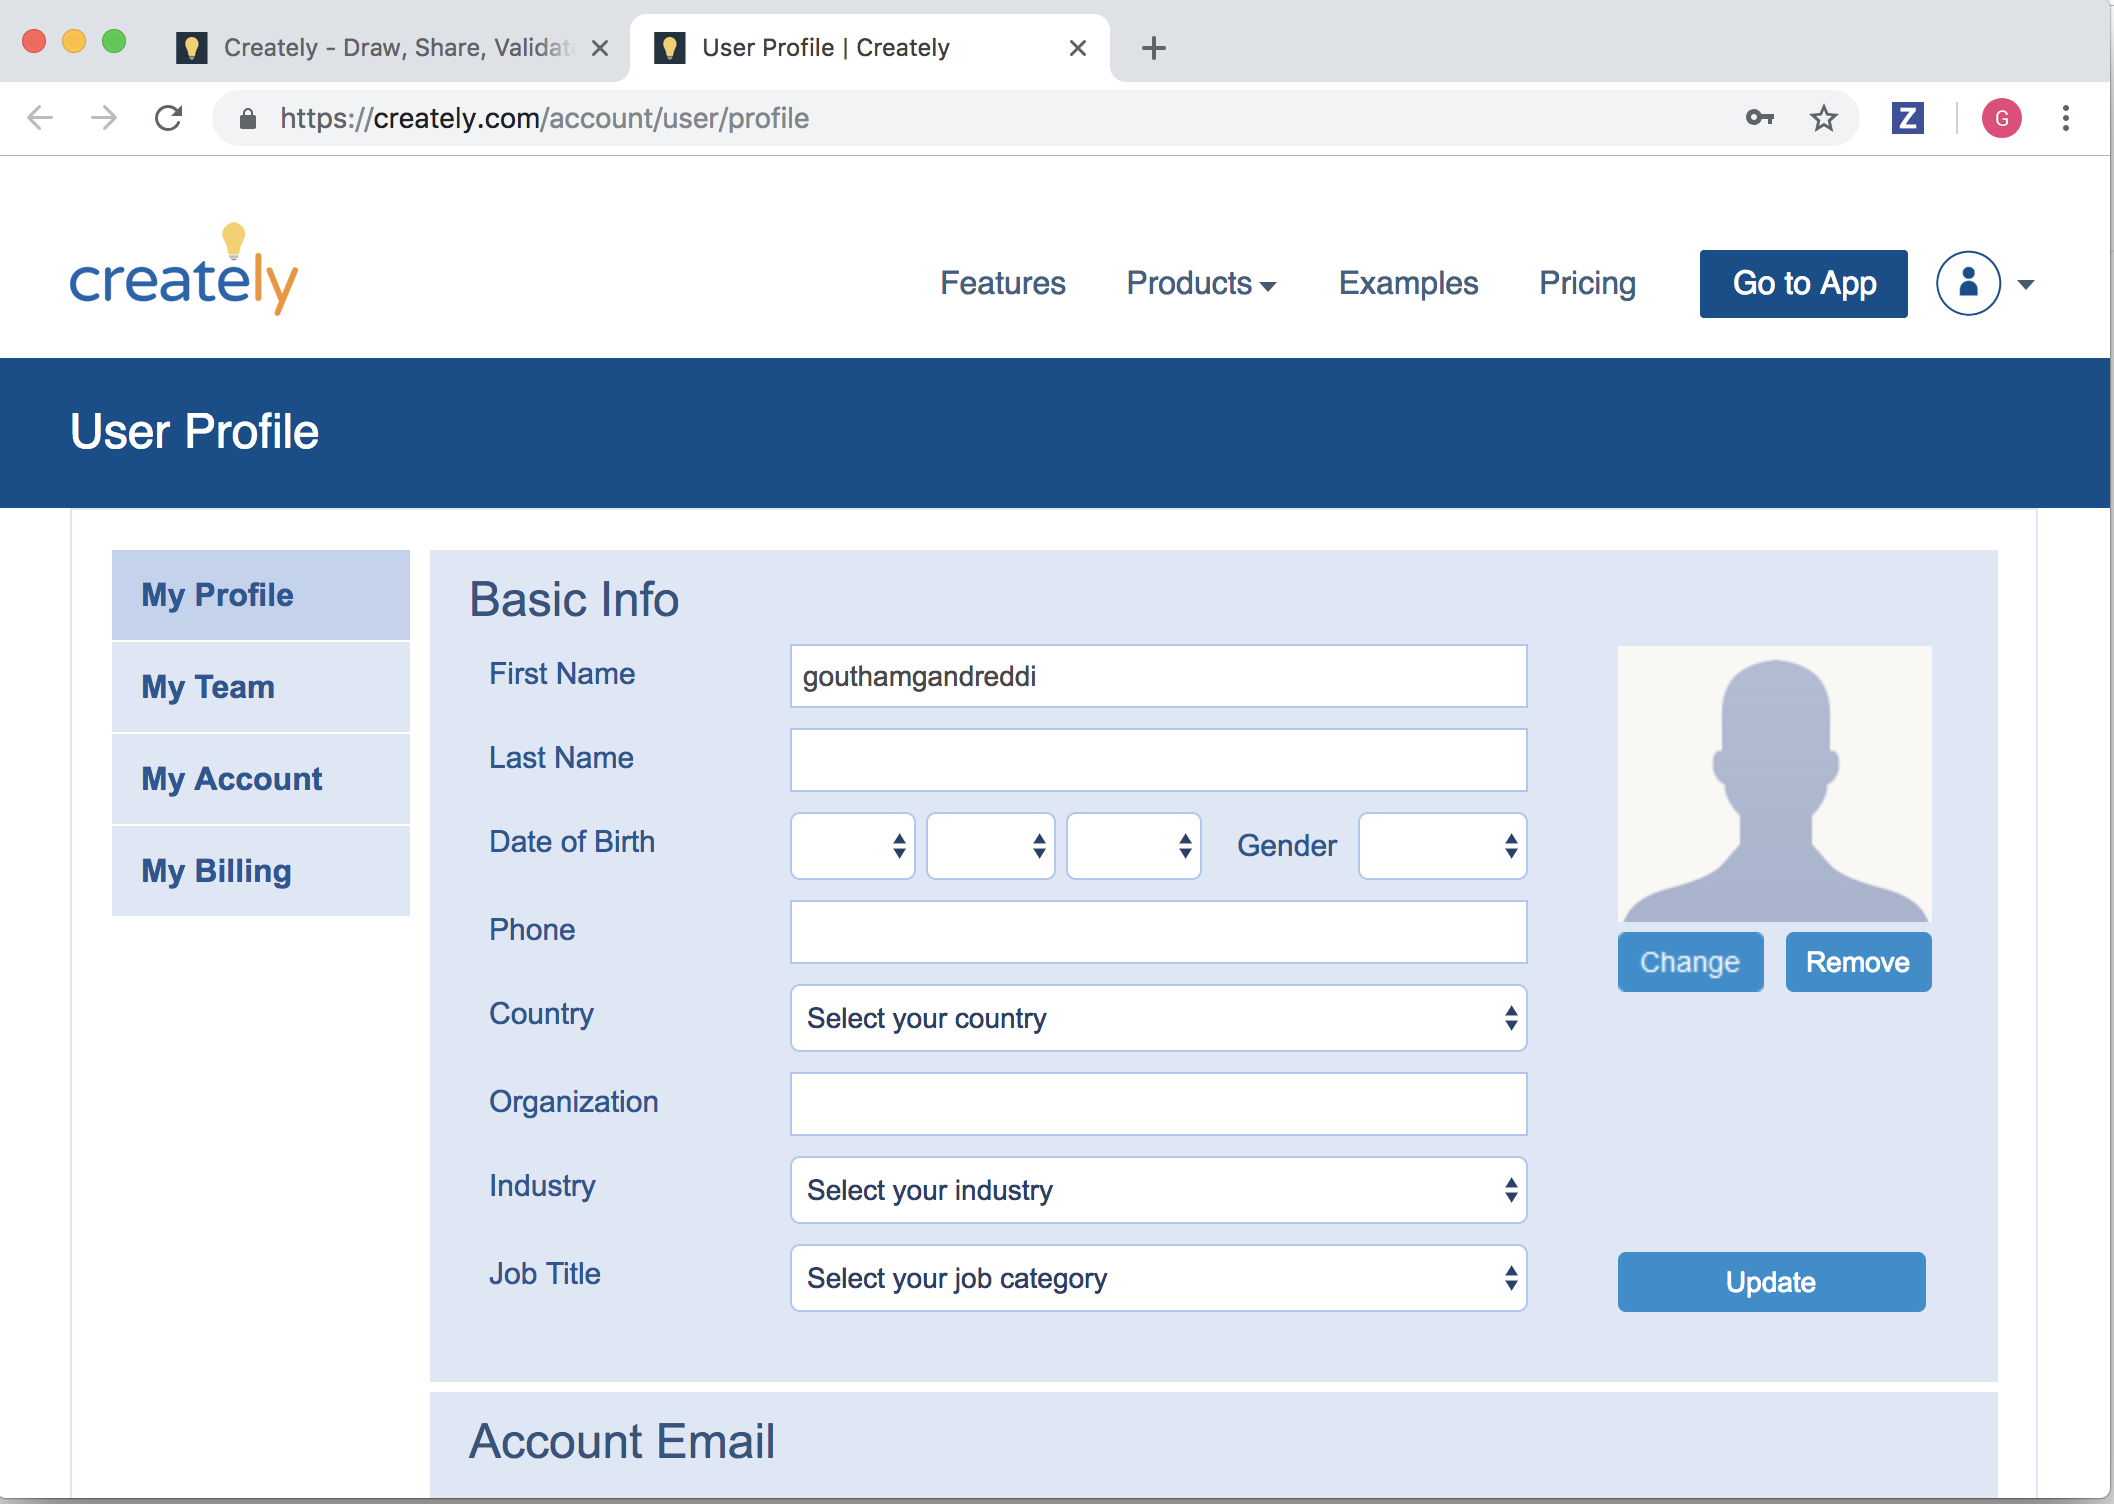 Creately - Draw, Share, Validat
User Profile | Creately
https://creately.com/account/user/profile
Z
G
creately
Features
Products
Examples
Pricing
Go to App
User Profile
My Profile
My Team
My Account
My Billing
Basic Info
First Name
gouthamgandreddi
Last Name
Date of Birth
Gender
Phone
Country
Select your country
Organization
Industry
Select your industry
Job Title
Select your job category
Change
Remove
Update
Account Email